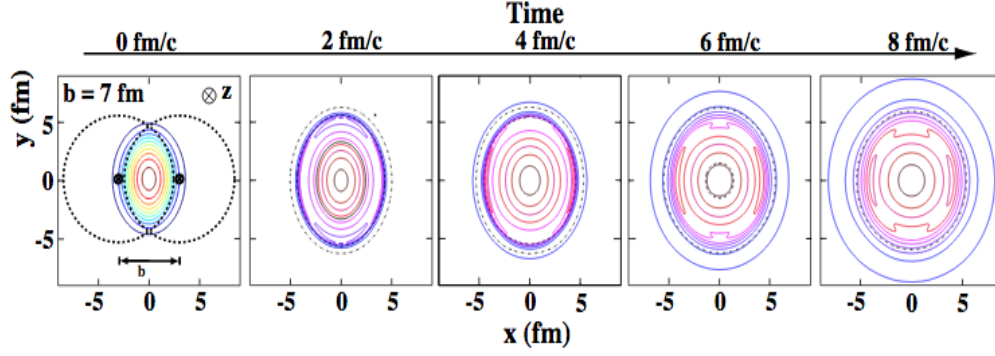 Time
0 fm/c 2 fm/c 4 fm/c 6 fm/c 8 fm/c
b = 7 fm ⊗ z
y (fm)
5
0
-5
b
-5 0 5 -5 0 5 -5 0 5 -5 0 5 -5 0 5
x (fm)